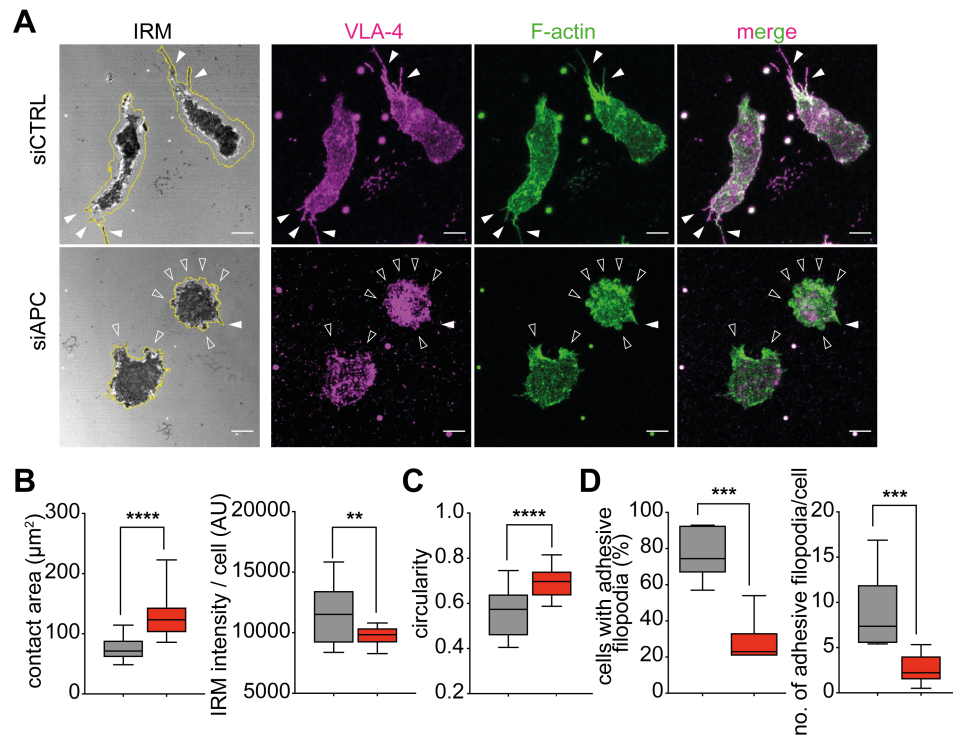 A
IRM
VLA-4
F-actin
merge
siCTRL
siAPC
B
contact area (µm²)
300
200
100
0
****
IRM intensity / cell (AU)
20000
15000
10000
5000
**
C
circularity
1.0
0.8
0.6
0.4
0.2
****
D
cells with adhesive
filopodia (%)
100
80
60
40
20
0
***
no. of adhesive filopodia/cell
20
15
10
5
0
***